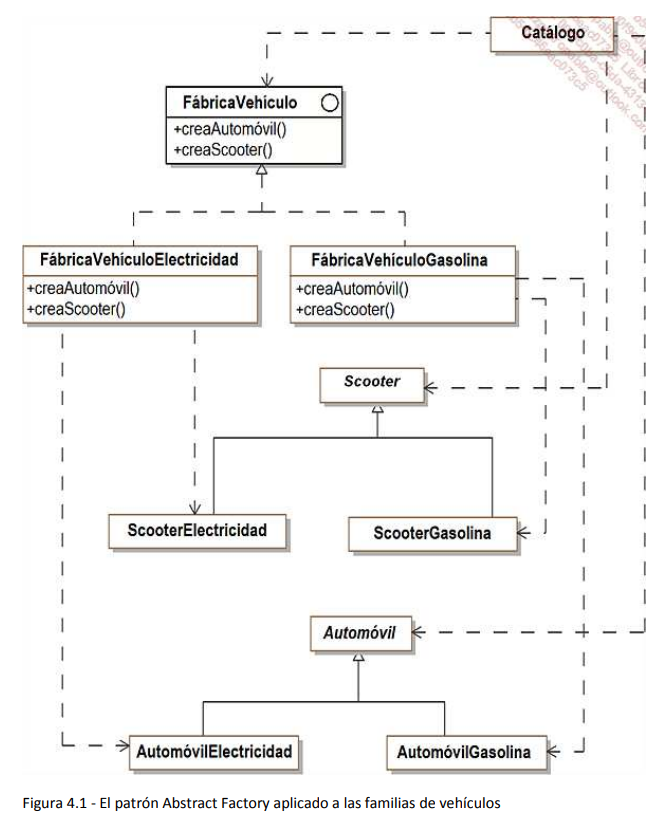 Catálogo
FábricaVehículo
+creaAutomóvil()
+creaScooter()
FábricaVehículoElectricidad
+creaAutomóvil()
+creaScooter()
FábricaVehículoGasolina
+creaAutomóvil()
+creaScooter()
Scooter
ScooterElectricidad
ScooterGasolina
Automóvil
AutomóvilElectricidad
AutomóvilGasolina
Figura 4.1 - El patrón Abstract Factory aplicado a las familias de vehículos